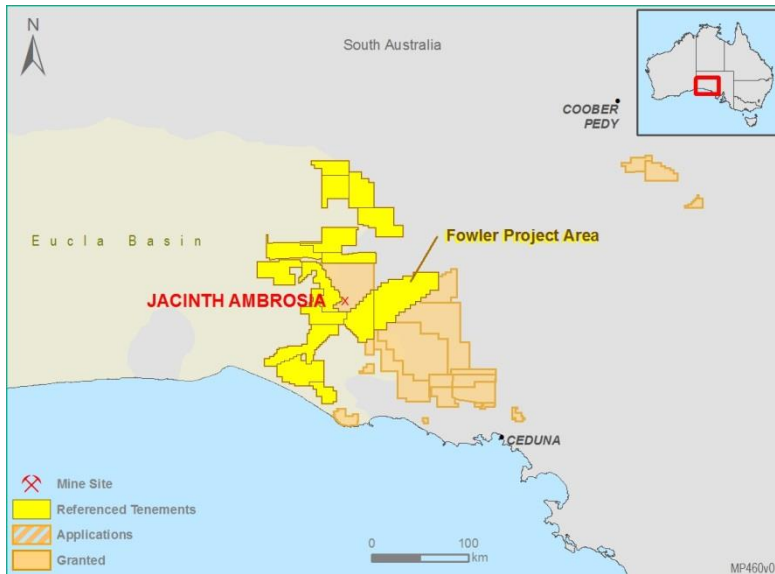 N
South Australia
COOBER
PEDY
Eucla Basin
Fowler Project Area
JACINTH AMBROSIA
CEDUNA
Mine Site
Referenced Tenements
Applications
Granted
0 100
km
MP460v0